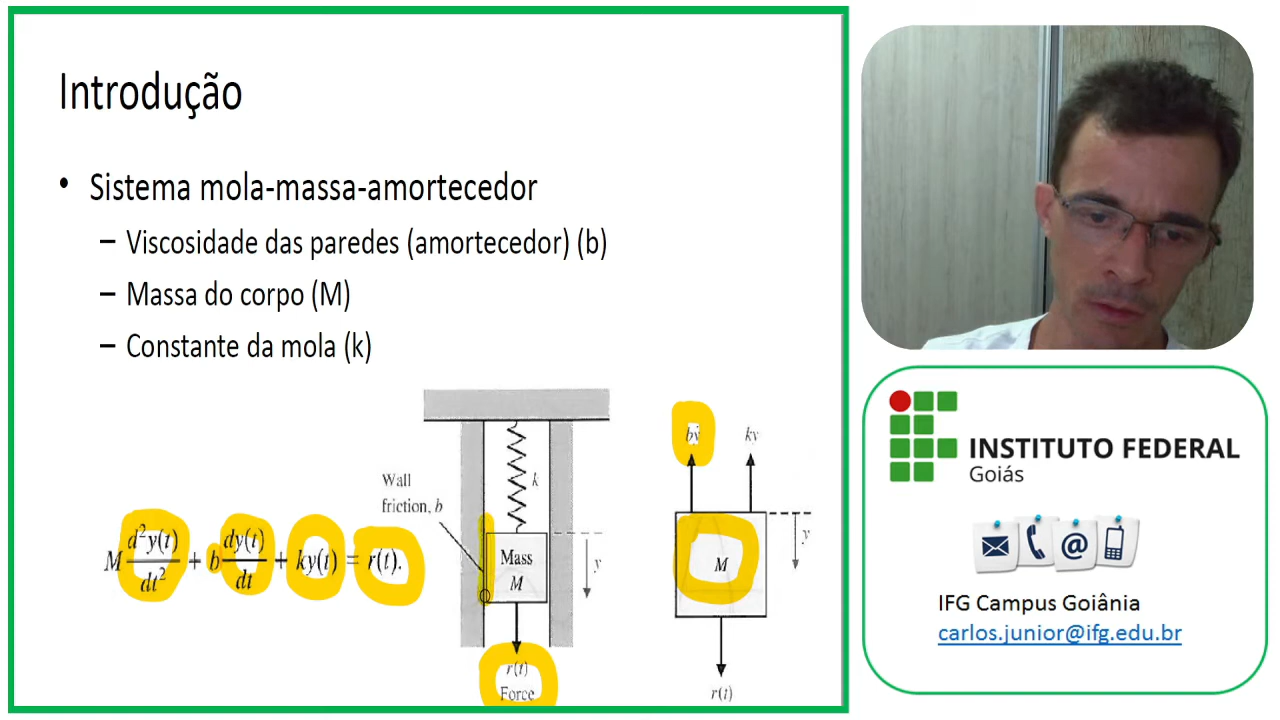 Introdução
• Sistema mola-massa-amortecedor
– Viscosidade das paredes (amortecedor) (b)
– Massa do corpo (M)
– Constante da mola (k)
M d²y(t)/dt² + b dy(t)/dt + ky(t) = r(t).
Wall
friction, b
k
Mass
M
y
r(t)
Force
bẏ
ky
M
y
r(t)
INSTITUTO FEDERAL
Goiás
@
IFG Campus Goiânia
carlos.junior@ifg.edu.br